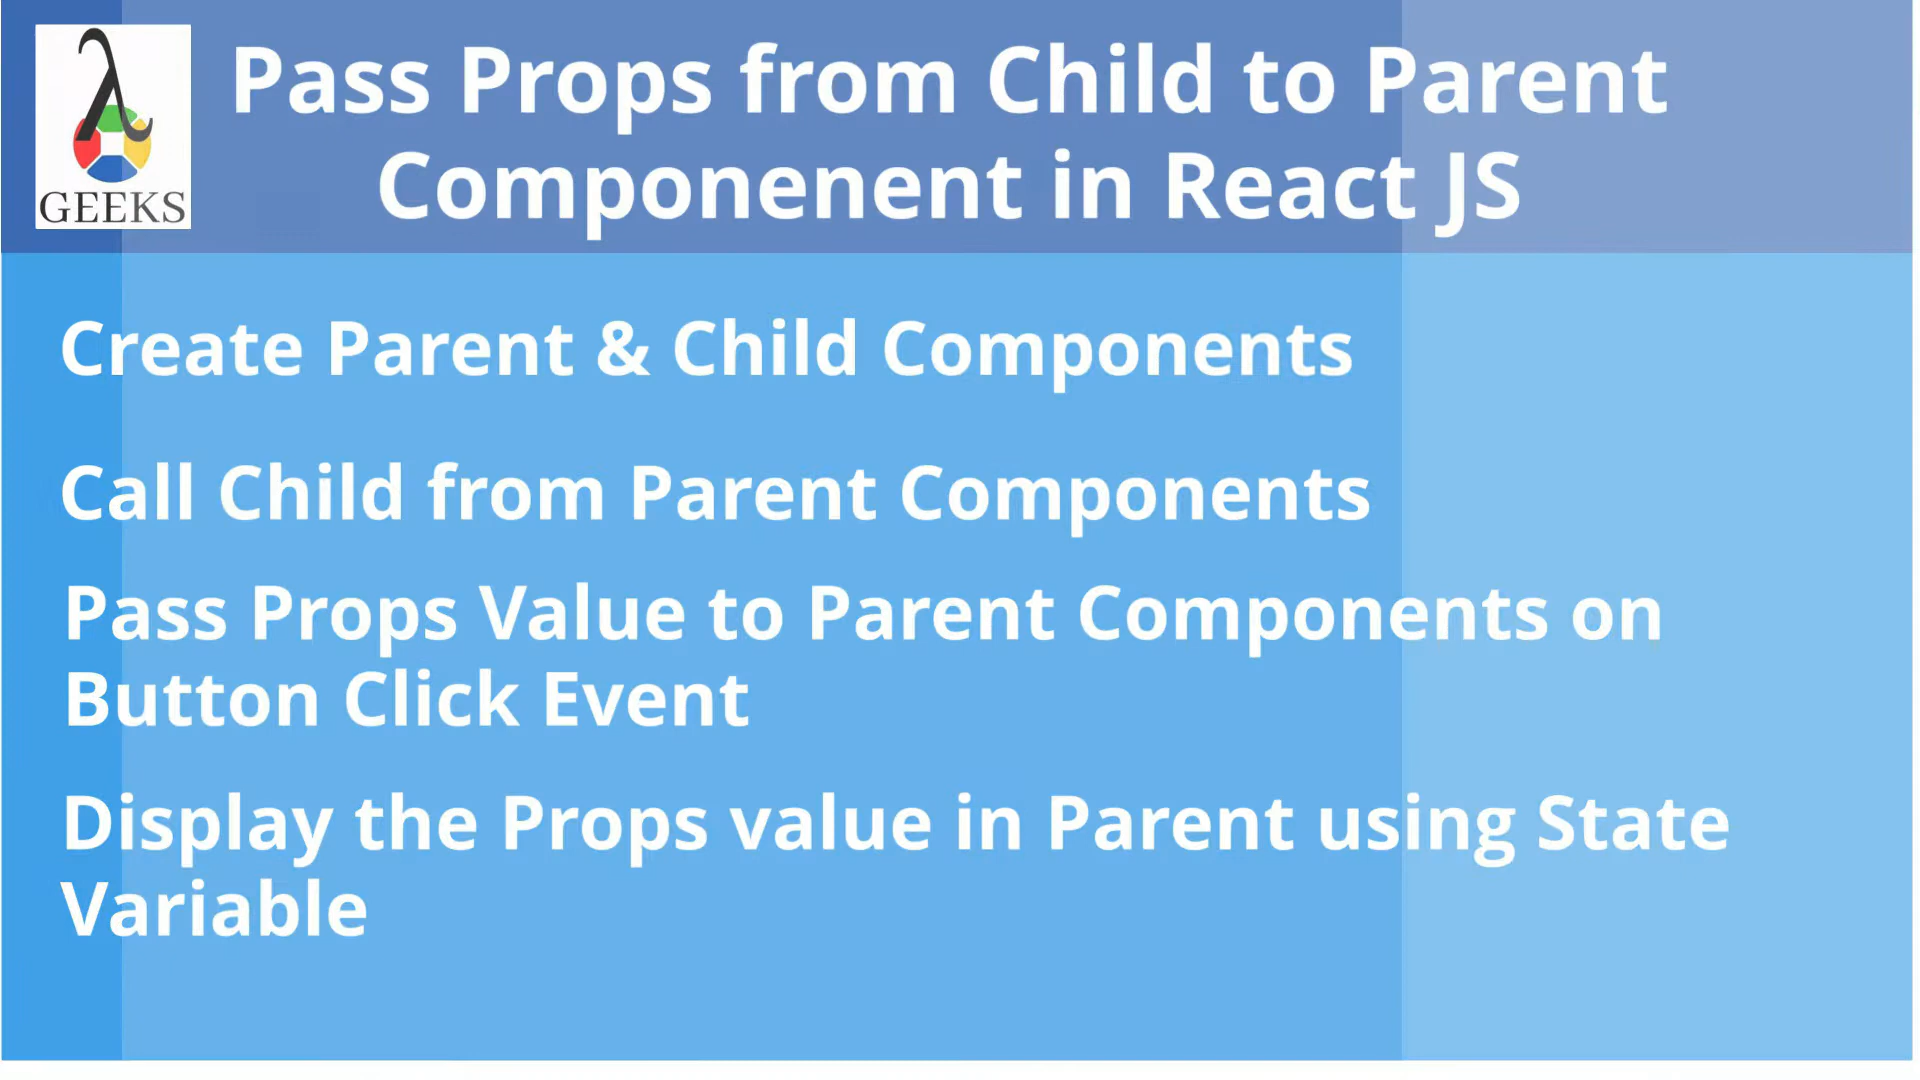 Pass Props from Child to Parent
Componenent in React JS
λ
GEEKS
Create Parent & Child Components
Call Child from Parent Components
Pass Props Value to Parent Components on
Button Click Event
Display the Props value in Parent using State
Variable